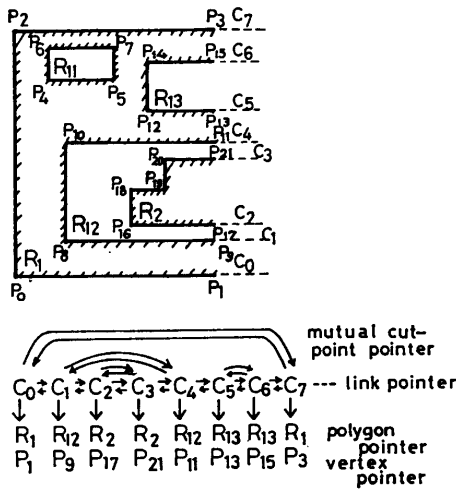 P2 P3 C7
P6 P7 P14 P15 C6
R11
P4 P5 R13 C5
P12 P13
P10 P11 C4
P20 P21 C3
P18 P19
R2 C2
R12 P16 P12 C1
R1 P8 P9
C0
P0 P1
mutual cut-
point pointer
C0 C1 C2 C3 C4 C5 C6 C7 --- link pointer
R1 R12 R2 R2 R12 R13 R13 R1 polygon
pointer
P1 P9 P17 P21 P11 P13 P15 P3 vertex
pointer